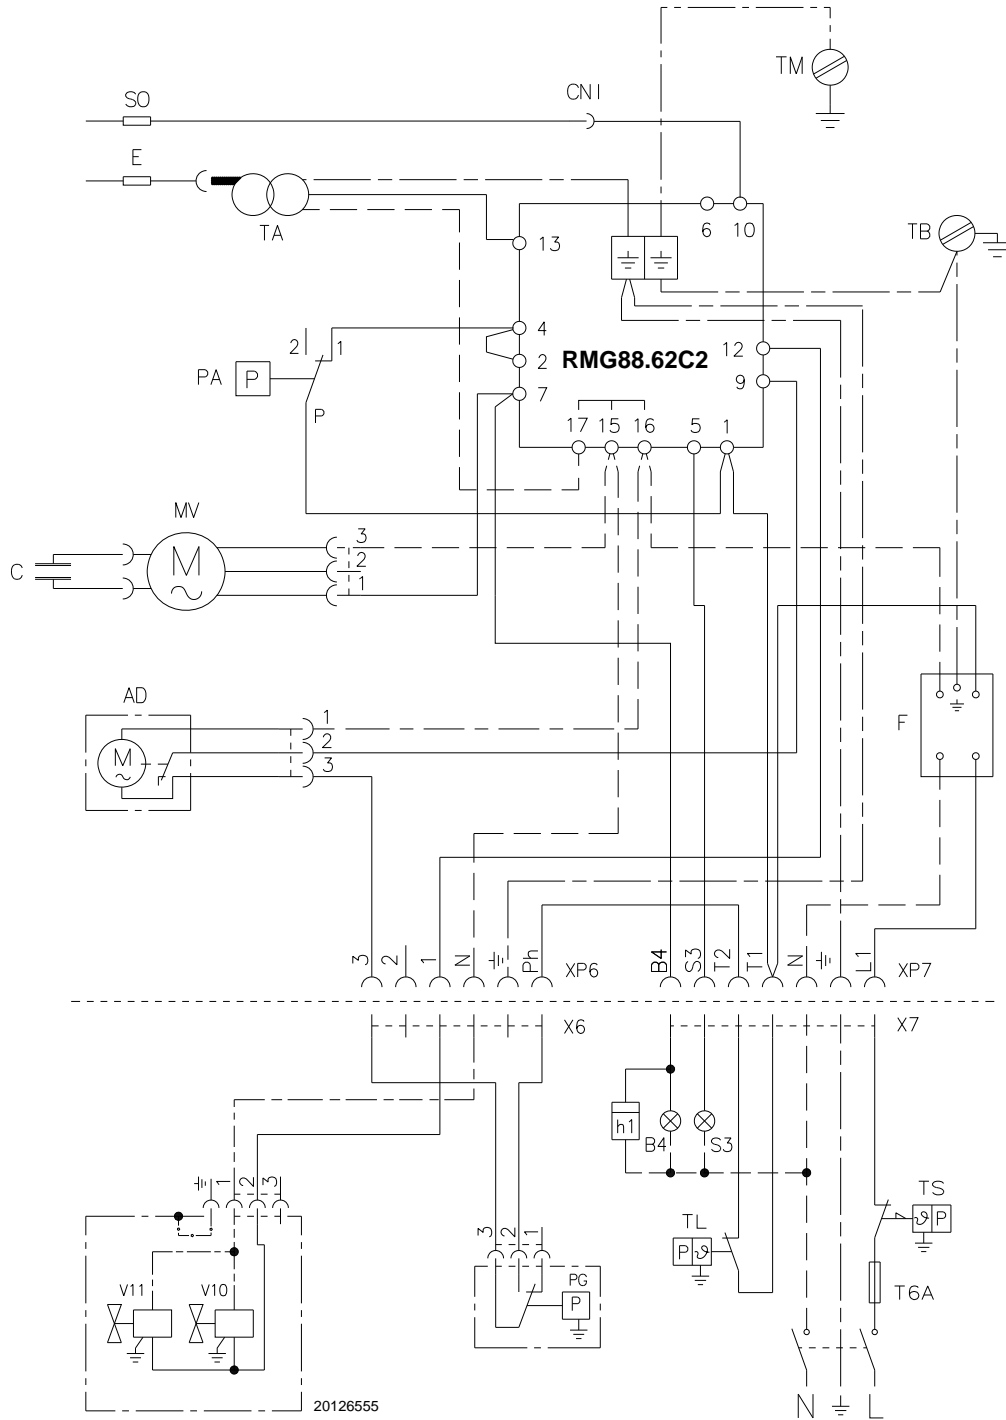 TM
SO
CN1
E
TA
6 10
TB
13
4
2 1
2
12
RMG88.62C2
PA P
9
7
P
17 15 16 5 1
MV
3
M
2
C
1
AD
1
F
2
M
3
3 2 1 N Ph XP6 B4 S3 T2 T1 N L1 XP7
X6 X7
h1
B4 S3
1 2 3
TS
3 2 1
TL
ϑ P
P ϑ
V11 V10
PG
P
T6A
N L
20126555